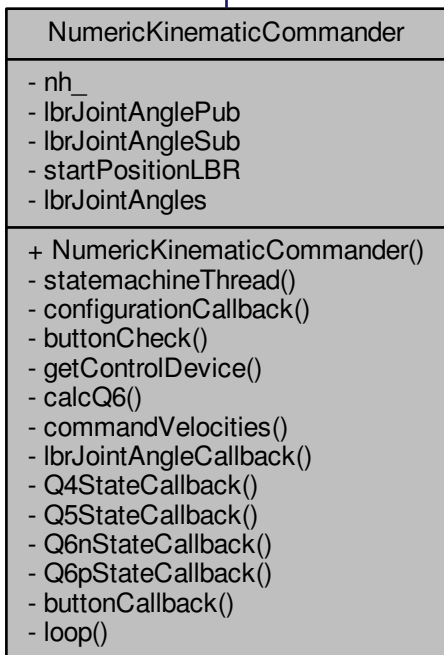 NumericKinematicCommander
- nh_
- lbrJointAnglePub
- lbrJointAngleSub
- startPositionLBR
- lbrJointAngles
+ NumericKinematicCommander()
- statemachineThread()
- configurationCallback()
- buttonCheck()
- getControlDevice()
- calcQ6()
- commandVelocities()
- lbrJointAngleCallback()
- Q4StateCallback()
- Q5StateCallback()
- Q6nStateCallback()
- Q6pStateCallback()
- buttonCallback()
- loop()